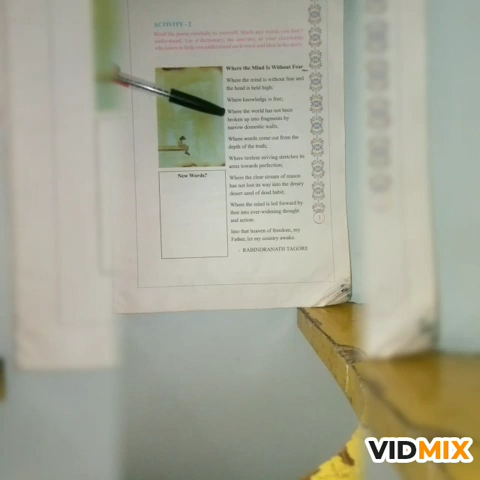 ACTIVITY - 2
Read the poem
Where the Mind Is Without Fear
Where the mind is without fear and
the head is held high;
Where knowledge is free;
Where the world has not been
broken up into fragments by
narrow domestic walls;
Where words come out from the
depth of the truth;
Where tireless striving stretches its
arms towards perfection;
Where the clear stream of reason
has not lost its way into the dreary
desert sand of dead habit;
Where the mind is led forward by
thee into ever-widening thought
and action;
Into that heaven of freedom, my
Father, let my country awake.
- RABINDRANATH TAGORE
New Words?
VIDMIX